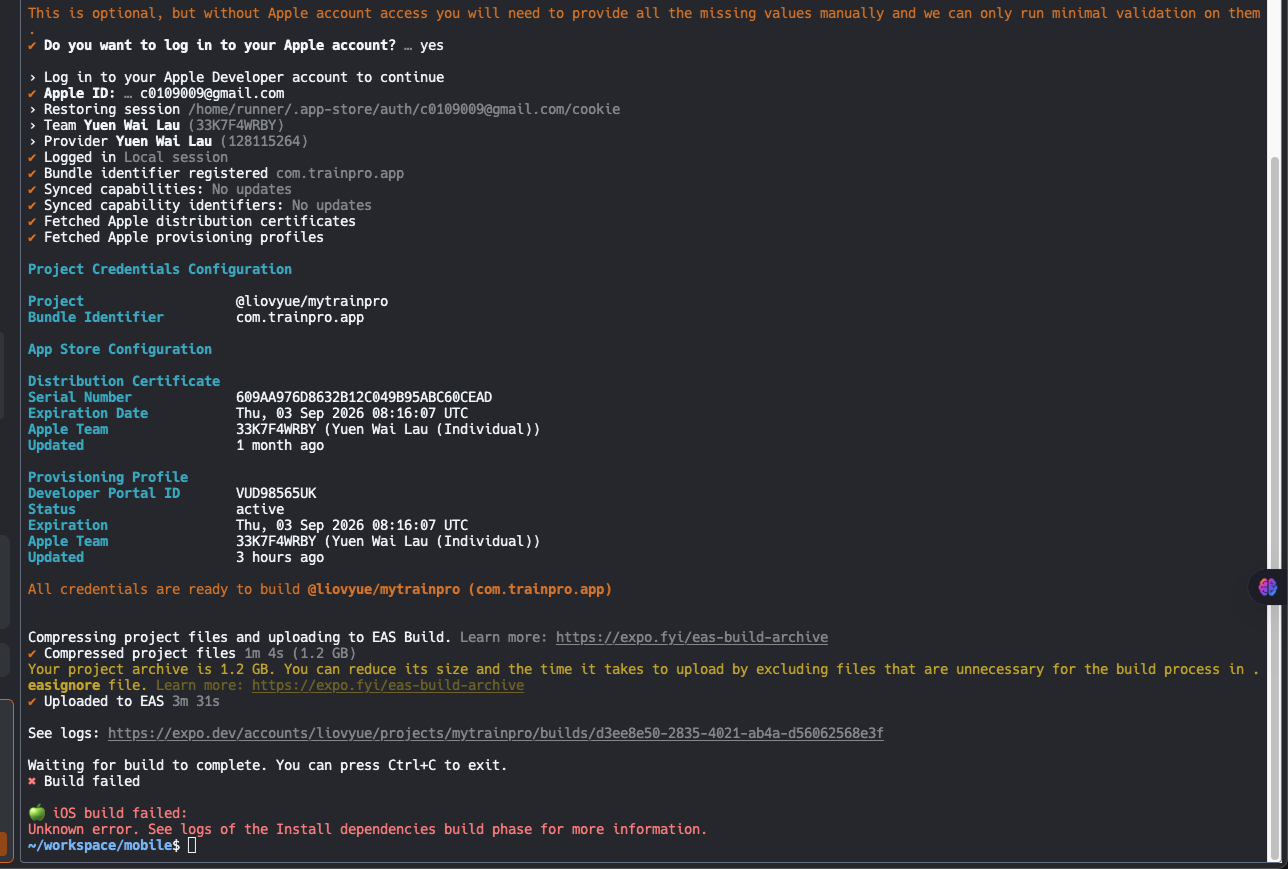 This is optional, but without Apple account access you will need to provide all the missing values manually and we can only run minimal validation on them
.
✔ Do you want to log in to your Apple account? … yes
› Log in to your Apple Developer account to continue
✔ Apple ID: … c0109009@gmail.com
› Restoring session /home/runner/.app-store/auth/c0109009@gmail.com/cookie
› Team Yuen Wai Lau (33K7F4WRBY)
› Provider Yuen Wai Lau (128115264)
✔ Logged in Local session
✔ Bundle identifier registered com.trainpro.app
✔ Synced capabilities: No updates
✔ Synced capability identifiers: No updates
✔ Fetched Apple distribution certificates
✔ Fetched Apple provisioning profiles
Project Credentials Configuration
Project @liovyue/mytrainpro
Bundle Identifier com.trainpro.app
App Store Configuration
Distribution Certificate
Serial Number 609AA976D8632B12C049B95ABC60CEAD
Expiration Date Thu, 03 Sep 2026 08:16:07 UTC
Apple Team 33K7F4WRBY (Yuen Wai Lau (Individual))
Updated 1 month ago
Provisioning Profile
Developer Portal ID VUD98565UK
Status active
Expiration Thu, 03 Sep 2026 08:16:07 UTC
Apple Team 33K7F4WRBY (Yuen Wai Lau (Individual))
Updated 3 hours ago
All credentials are ready to build @liovyue/mytrainpro (com.trainpro.app)
Compressing project files and uploading to EAS Build. Learn more: https://expo.fyi/eas-build-archive
✔ Compressed project files 1m 4s (1.2 GB)
Your project archive is 1.2 GB. You can reduce its size and the time it takes to upload by excluding files that are unnecessary for the build process in .
easignore file. Learn more: https://expo.fyi/eas-build-archive
✔ Uploaded to EAS 3m 31s
See logs: https://expo.dev/accounts/liovyue/projects/mytrainpro/builds/d3ee8e50-2835-4021-ab4a-d56062568e3f
Waiting for build to complete. You can press Ctrl+C to exit.
✖ Build failed
🍏 iOS build failed:
Unknown error. See logs of the Install dependencies build phase for more information.
~/workspace/mobile$